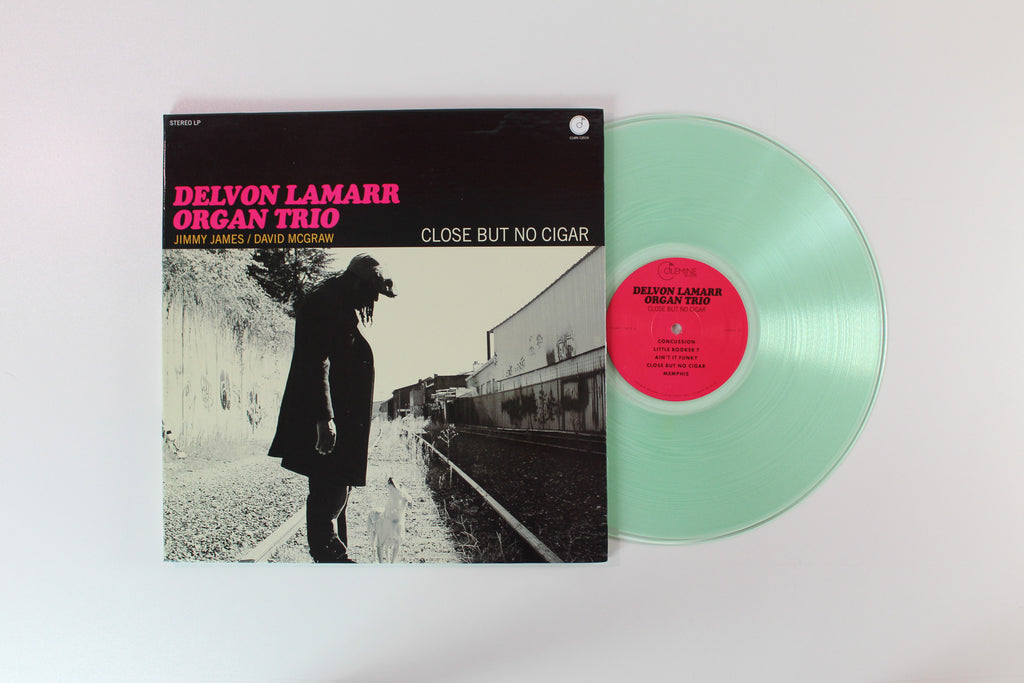 STEREO LP
DELVON LAMARR
ORGAN TRIO
JIMMY JAMES / DAVID MCGRAW
CLOSE BUT NO CIGAR
COLEMINE
DELVON LAMARR
ORGAN TRIO
CLOSE BUT NO CIGAR
CONCUSSION
LITTLE BOOKER T
AIN'T IT FUNKY
CLOSE BUT NO CIGAR
MEMPHIS